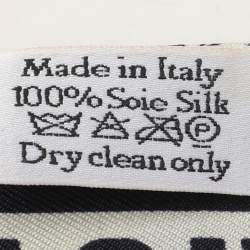 Made in Italy
100% Soie Silk
P
Dry clean only